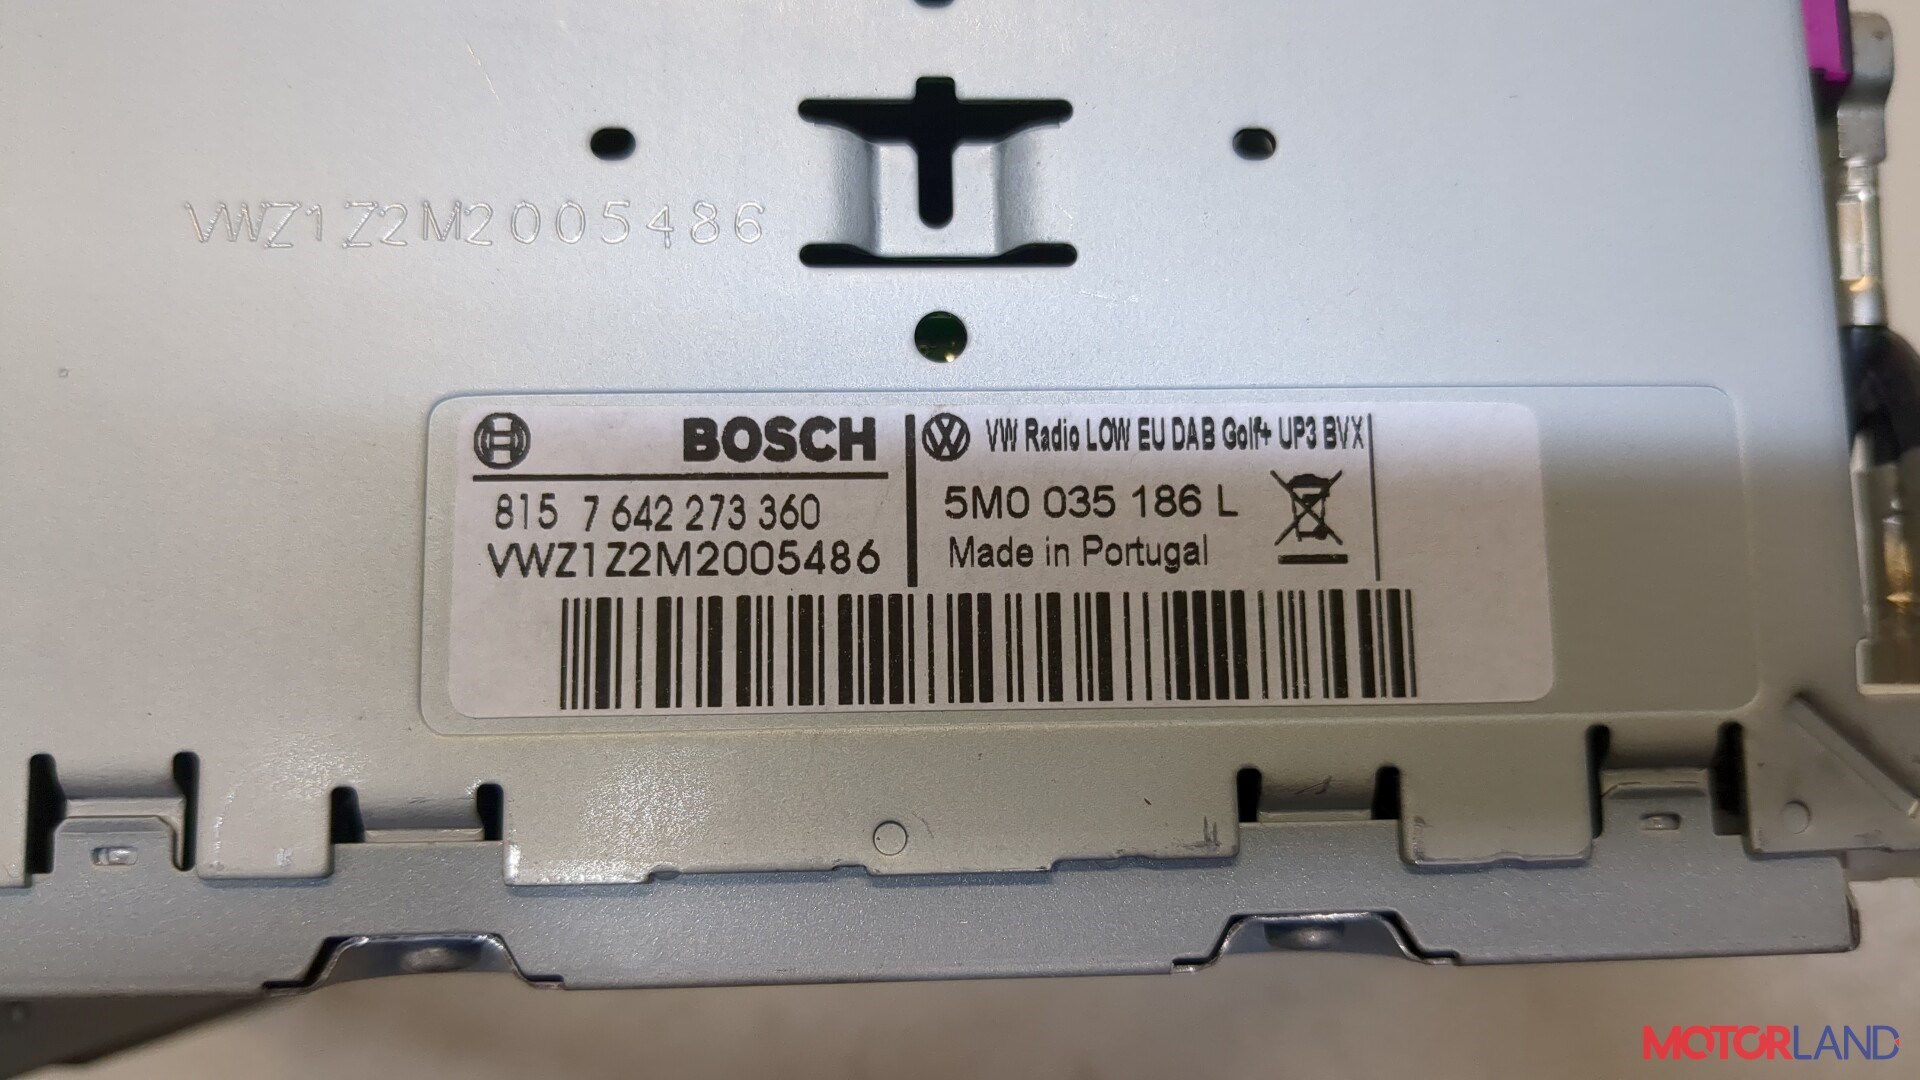 VWZ1Z2M2005486
BOSCH
VW Radio LOW EU DAB Golf+ UP3 BVX
815 7 642 273 360
5M0 035 186 L
VWZ1Z2M2005486
Made in Portugal
MOTORLAND